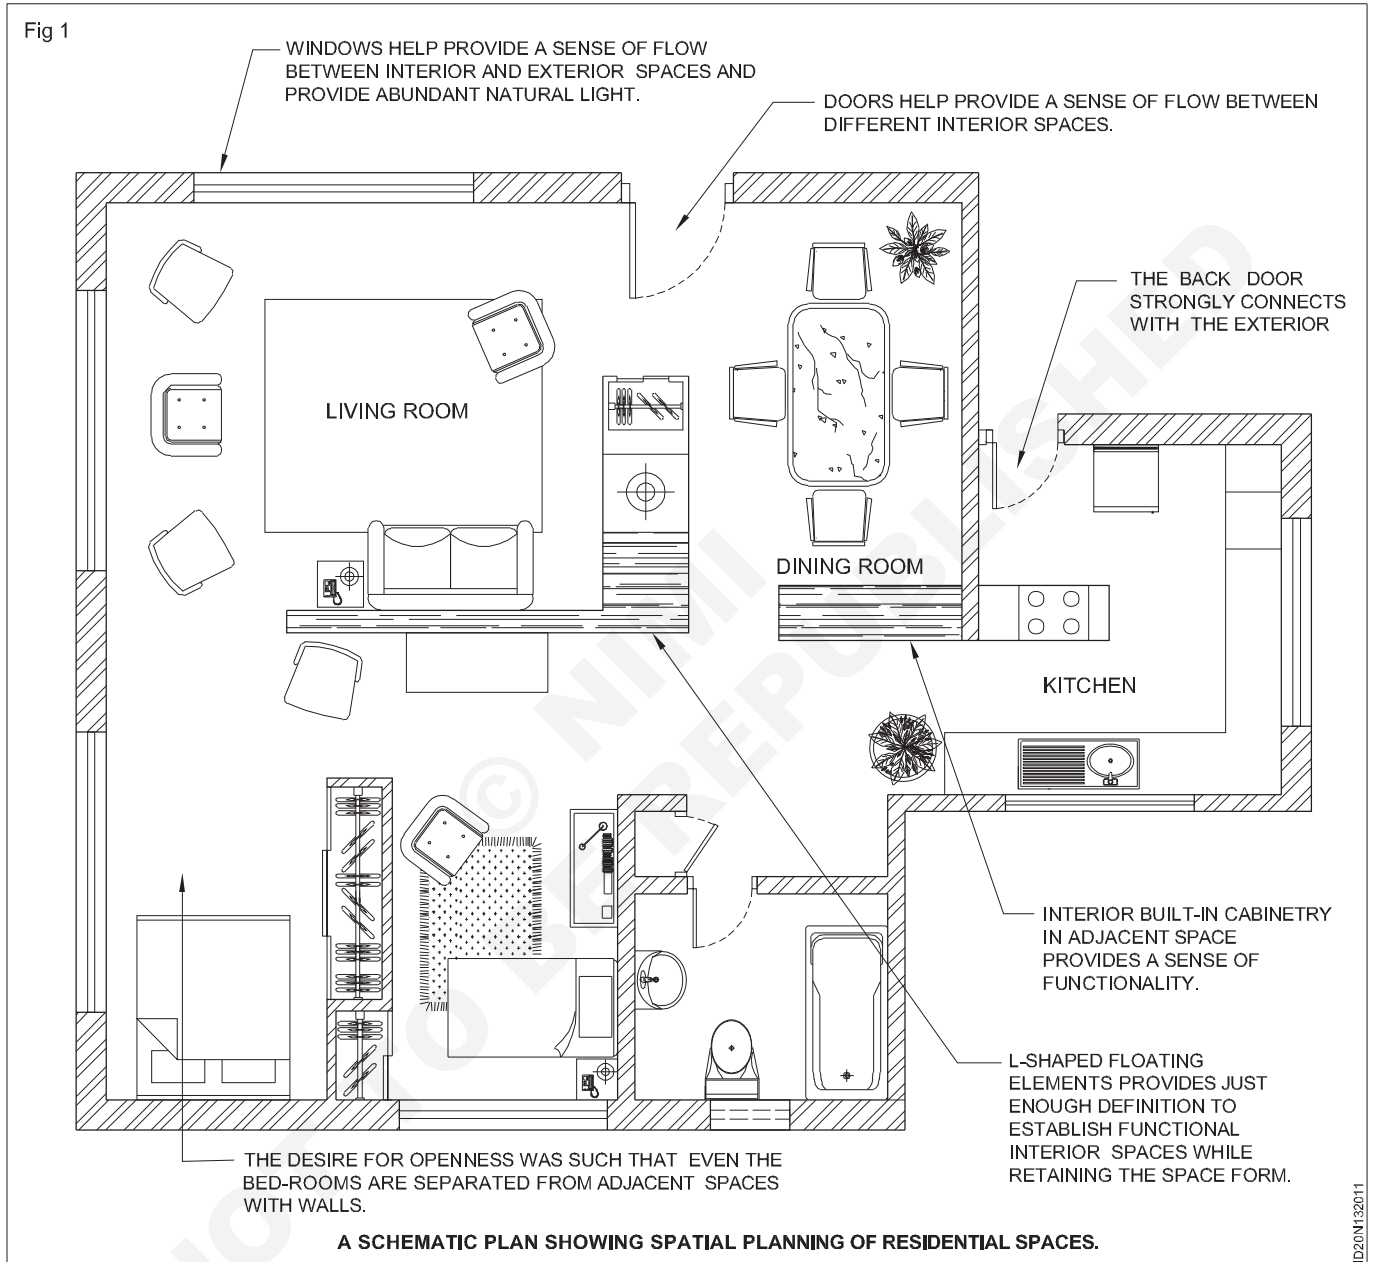 Fig 1
WINDOWS HELP PROVIDE A SENSE OF FLOW
BETWEEN INTERIOR AND EXTERIOR SPACES AND
PROVIDE ABUNDANT NATURAL LIGHT.
DOORS HELP PROVIDE A SENSE OF FLOW BETWEEN
DIFFERENT INTERIOR SPACES.
THE BACK DOOR
STRONGLY CONNECTS
WITH THE EXTERIOR
LIVING ROOM
DINING ROOM
KITCHEN
INTERIOR BUILT-IN CABINETRY
IN ADJACENT SPACE
PROVIDES A SENSE OF
FUNCTIONALITY.
L-SHAPED FLOATING
ELEMENTS PROVIDES JUST
ENOUGH DEFINITION TO
ESTABLISH FUNCTIONAL
INTERIOR SPACES WHILE
RETAINING THE SPACE FORM.
THE DESIRE FOR OPENNESS WAS SUCH THAT EVEN THE
BED-ROOMS ARE SEPARATED FROM ADJACENT SPACES
WITH WALLS.
A SCHEMATIC PLAN SHOWING SPATIAL PLANNING OF RESIDENTIAL SPACES.
ID20N132011
© NIMI
NOT TO BE REPUBLISHED